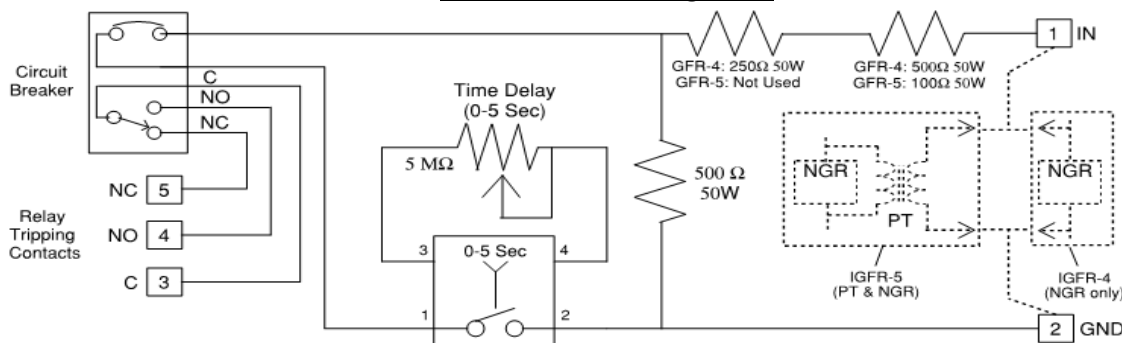 Circuit
Breaker
C
NO
NC
NC 5
Relay
Tripping
Contacts
NO 4
C 3
Time Delay
(0-5 Sec)
5 MΩ
3
0-5 Sec
4
1
2
500 Ω
50W
GFR-4: 250Ω 50W
GFR-5: Not Used
GFR-4: 500Ω 50W
GFR-5: 100Ω 50W
1 IN
NGR
PT
NGR
IGFR-5
(PT & NGR)
IGFR-4
(NGR only)
2 GND